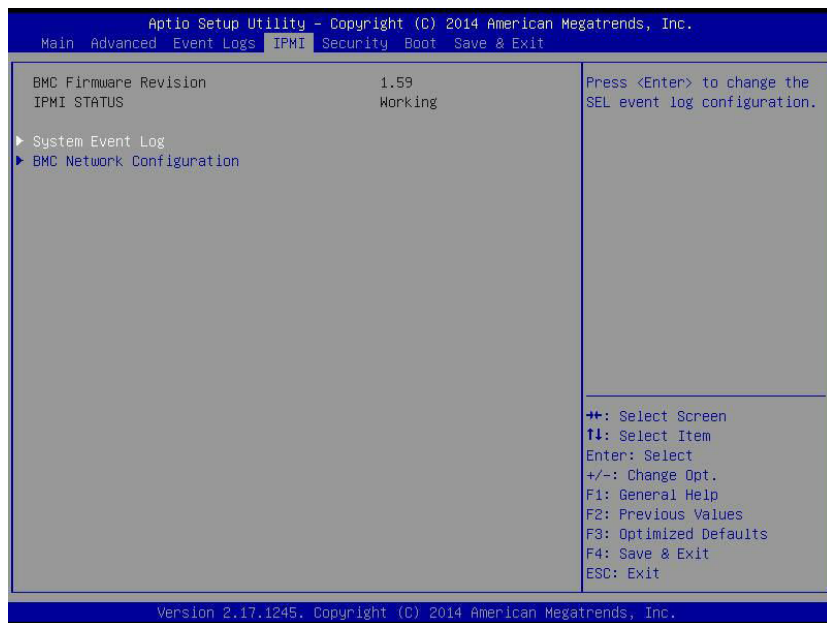 Aptio Setup Utility – Copyright (C) 2014 American Megatrends, Inc.
Main Advanced Event Logs IPMI Security Boot Save & Exit
BMC Firmware Revision 1.59
IPMI STATUS Working
▶ System Event Log
▶ BMC Network Configuration
Press <Enter> to change the
SEL event log configuration.
→←: Select Screen
↑↓: Select Item
Enter: Select
+/-: Change Opt.
F1: General Help
F2: Previous Values
F3: Optimized Defaults
F4: Save & Exit
ESC: Exit
Version 2.17.1245. Copyright (C) 2014 American Megatrends, Inc.